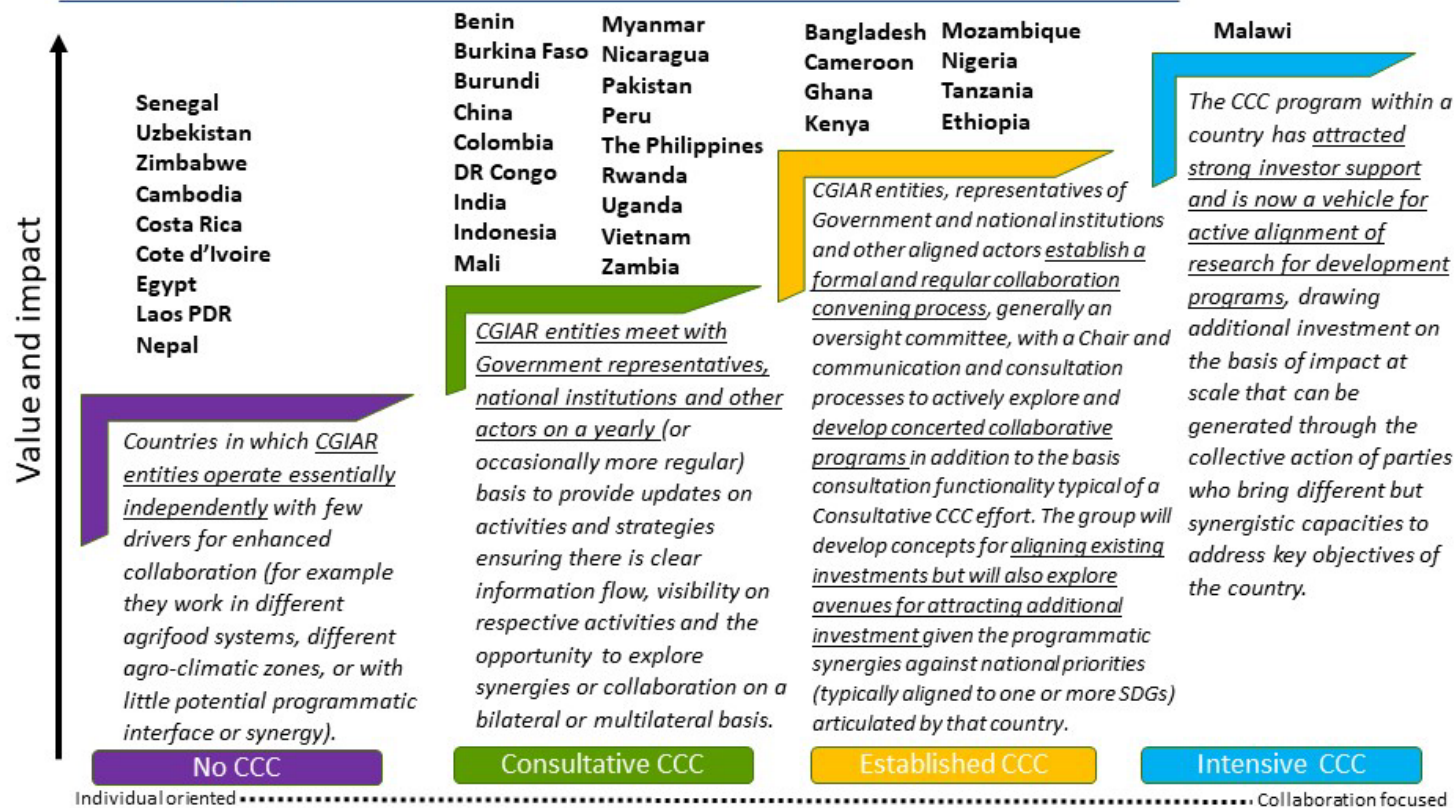 Value and impact
Senegal
Uzbekistan
Zimbabwe
Cambodia
Costa Rica
Cote d'Ivoire
Egypt
Laos PDR
Nepal
Countries in which CGIAR
entities operate essentially
independently with few
drivers for enhanced
collaboration (for example
they work in different
agrifood systems, different
agro-climatic zones, or with
little potential programmatic
interface or synergy).
No CCC
Benin
Burkina Faso
Burundi
China
Colombia
DR Congo
India
Indonesia
Mali
Myanmar
Nicaragua
Pakistan
Peru
The Philippines
Rwanda
Uganda
Vietnam
Zambia
CGIAR entities meet with
Government representatives,
national institutions and other
actors on a yearly (or
occasionally more regular)
basis to provide updates on
activities and strategies
ensuring there is clear
information flow, visibility on
respective activities and the
opportunity to explore
synergies or collaboration on a
bilateral or multilateral basis.
Consultative CCC
Bangladesh
Cameroon
Ghana
Kenya
Mozambique
Nigeria
Tanzania
Ethiopia
CGIAR entities, representatives of
Government and national institutions
and other aligned actors establish a
formal and regular collaboration
convening process, generally an
oversight committee, with a Chair and
communication and consultation
processes to actively explore and
develop concerted collaborative
programs in addition to the basis
consultation functionality typical of a
Consultative CCC effort. The group will
develop concepts for aligning existing
investments but will also explore
avenues for attracting additional
investment given the programmatic
synergies against national priorities
(typically aligned to one or more SDGs)
articulated by that country.
Established CCC
Malawi
The CCC program within a
country has attracted
strong investor support
and is now a vehicle for
active alignment of
research for development
programs, drawing
additional investment on
the basis of impact at
scale that can be
generated through the
collective action of parties
who bring different but
synergistic capacities to
address key objectives of
the country.
Intensive CCC
Individual oriented
Collaboration focused